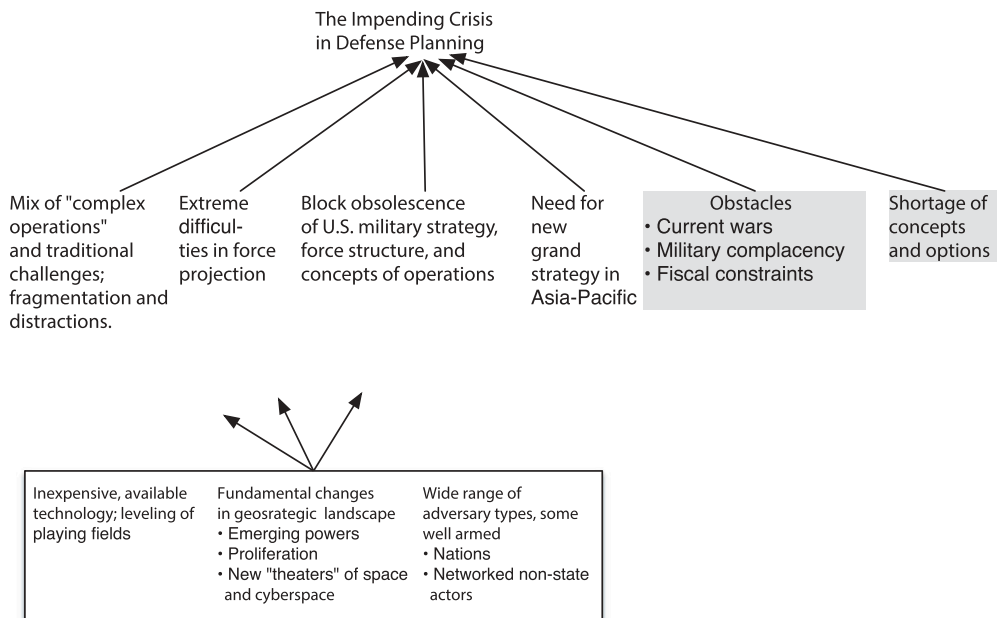 The Impending Crisis
in Defense Planning
Mix of "complex
operations"
and traditional
challenges;
fragmentation and
distractions.
Extreme
difficul-
ties in force
projection
Block obsolescence
of U.S. military strategy,
force structure, and
concepts of operations
Need for
new
grand
strategy in
Asia-Pacific
Obstacles
• Current wars
• Military complacency
• Fiscal constraints
Shortage of
concepts
and options
Inexpensive, available
technology; leveling of
playing fields
Fundamental changes
in geosrategic landscape
• Emerging powers
• Proliferation
• New "theaters" of space
and cyberspace
Wide range of
adversary types, some
well armed
• Nations
• Networked non-state
actors